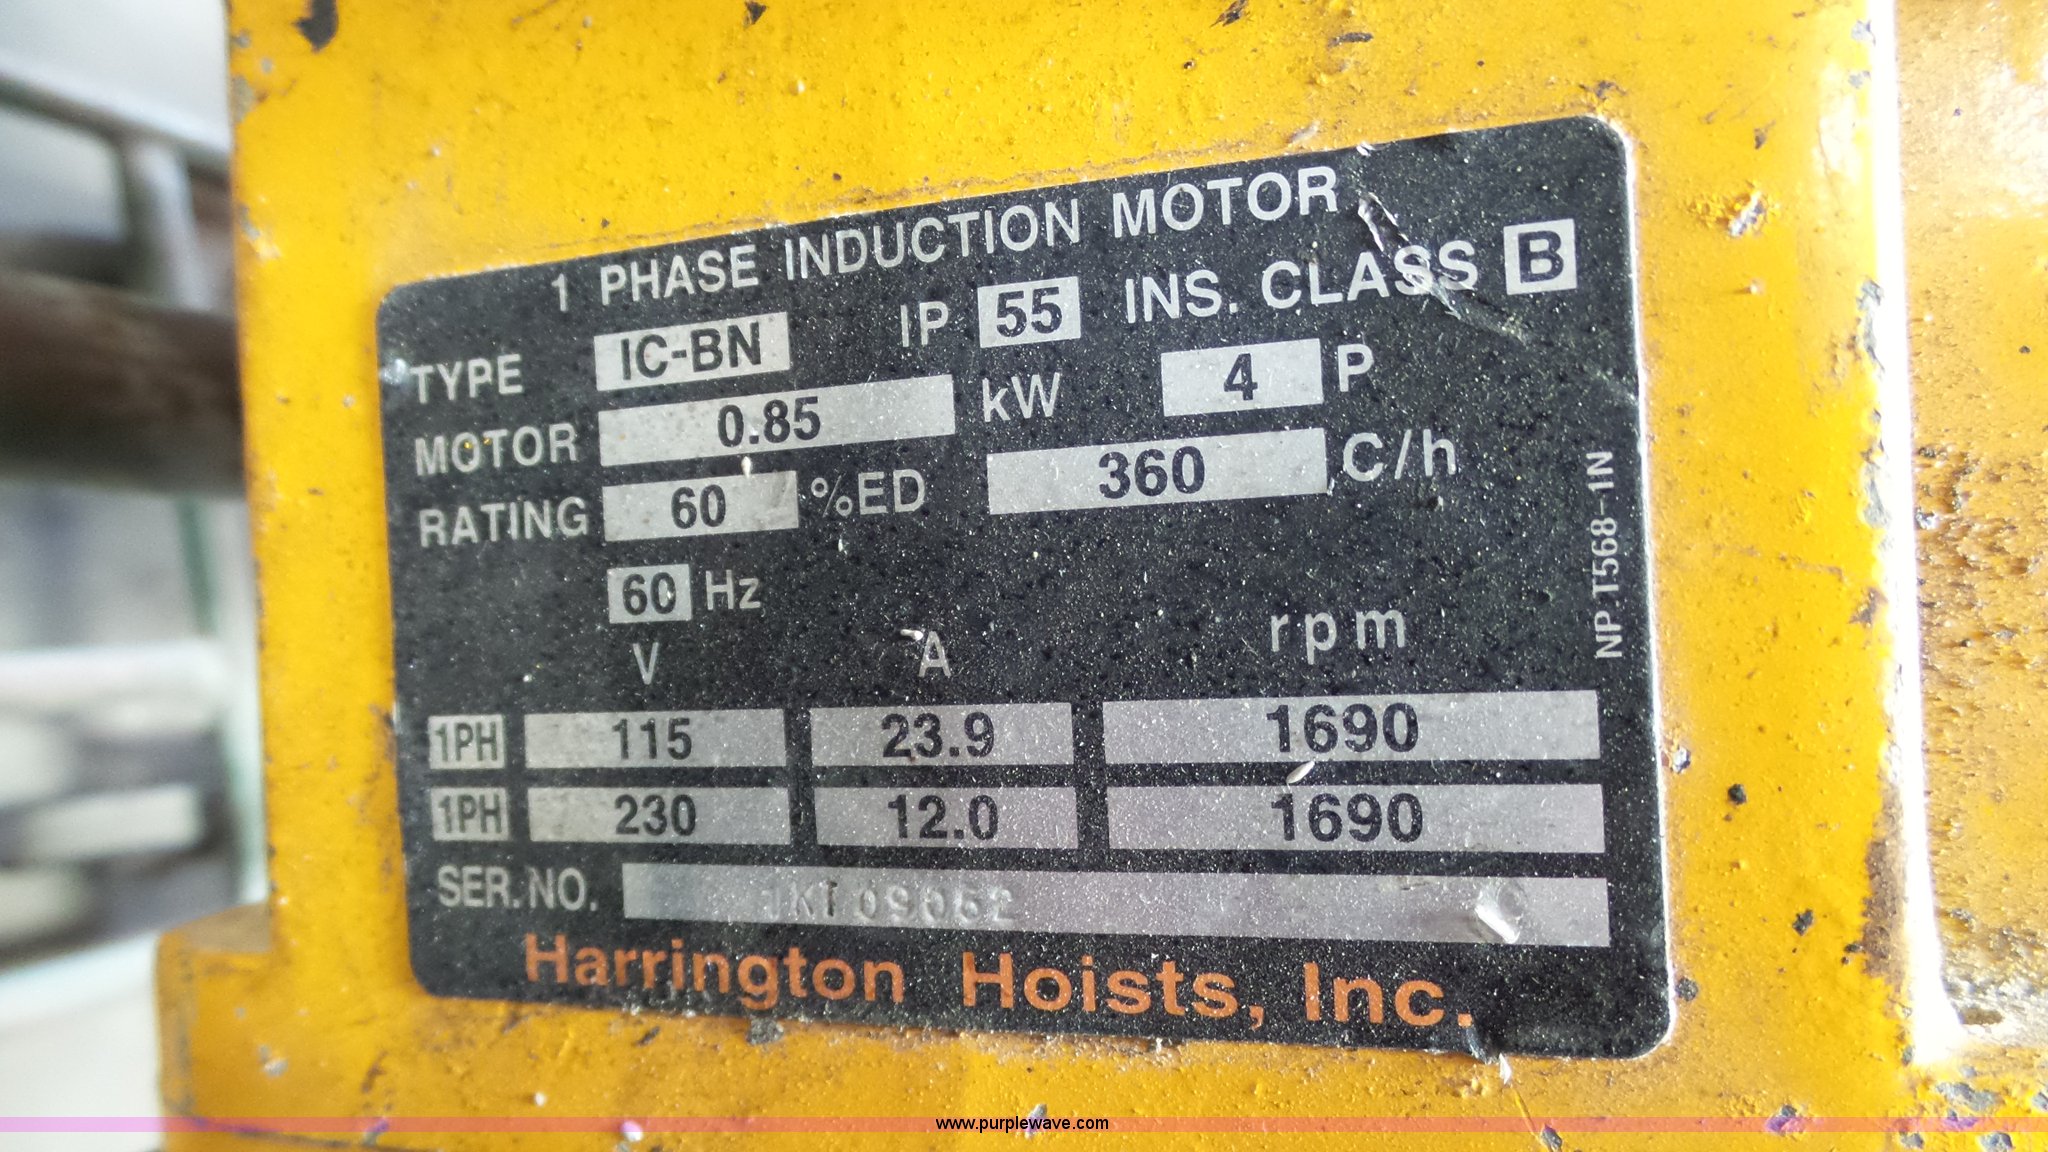 1 PHASE INDUCTION MOTOR
TYPE IC-BN IP 55 INS. CLASS B
MOTOR 0.85 kW 4 P
RATING 60 %ED 360 C/h
60 Hz
V A rpm
1PH 115 23.9 1690
1PH 230 12.0 1690
SER. NO. 1KT09052
Harrington Hoists, Inc.
NP.T568-1N
www.purplewave.com